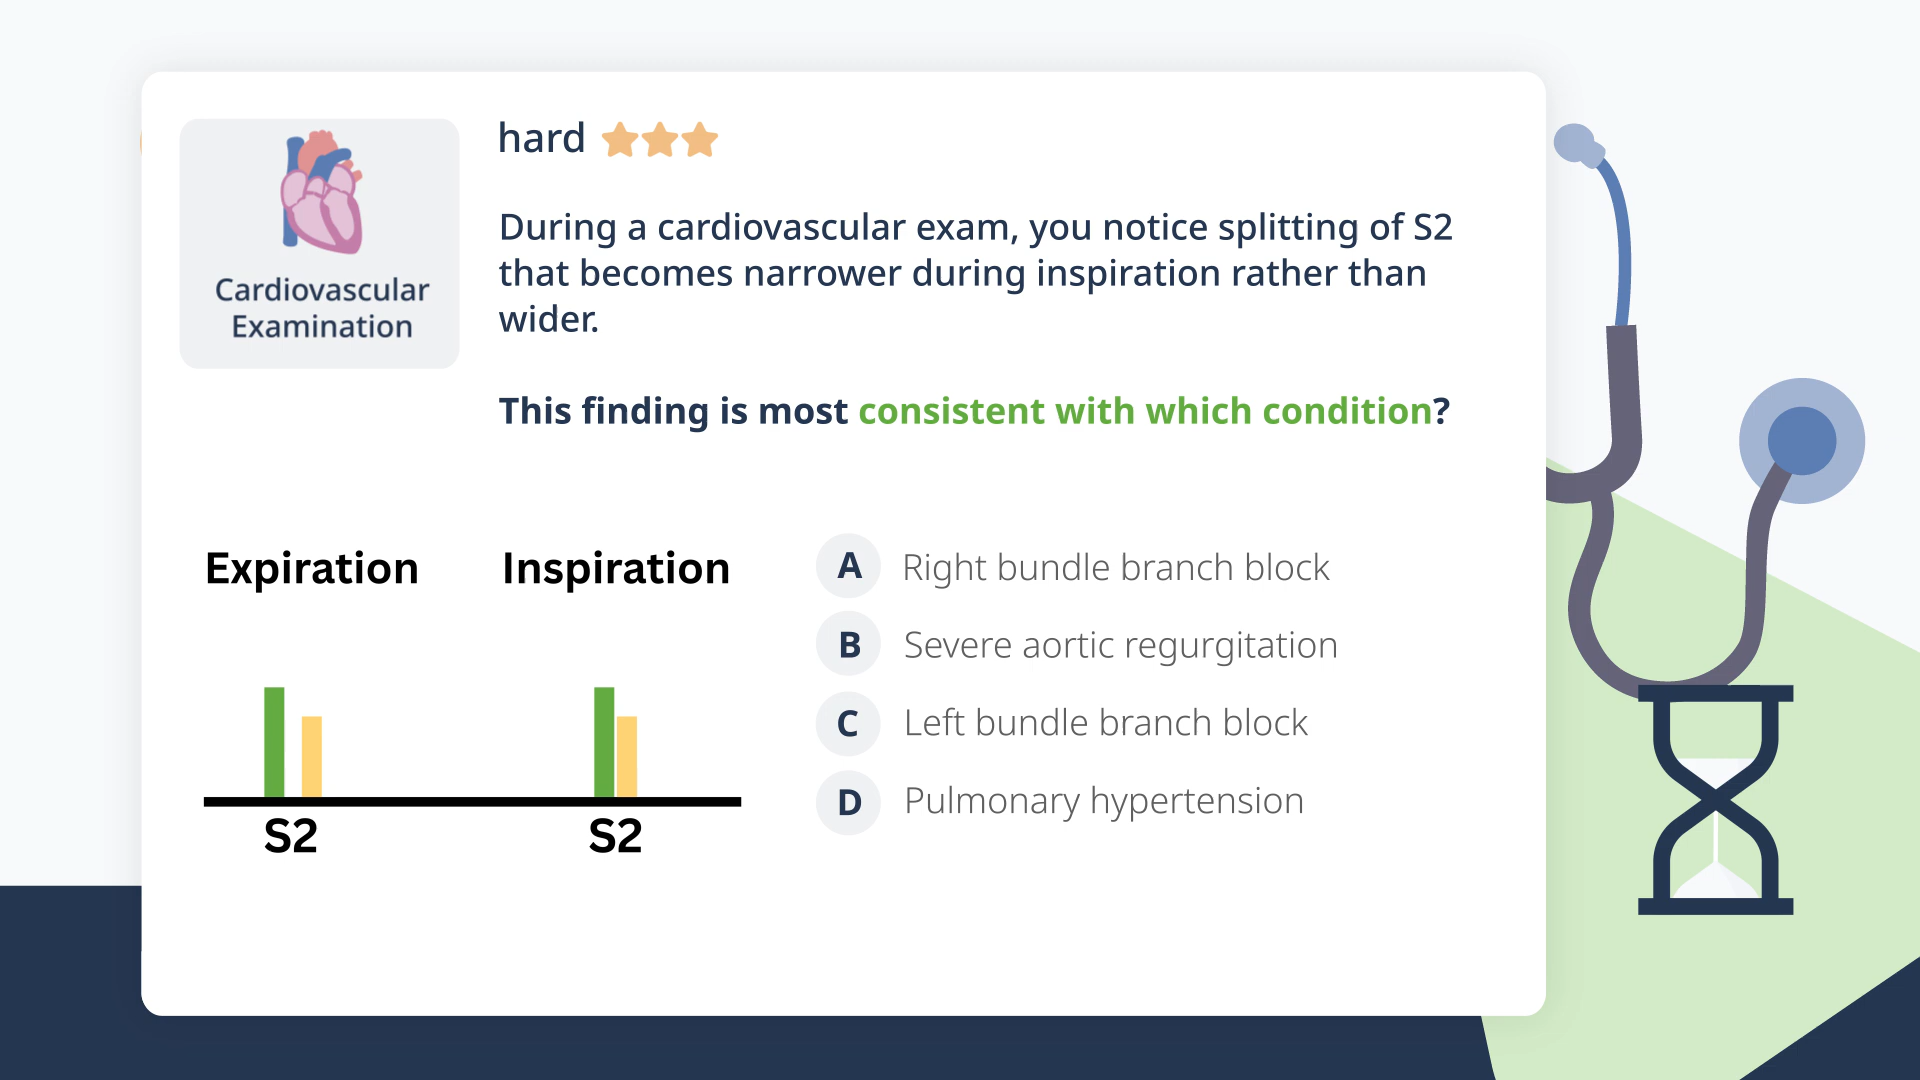 Cardiovascular
Examination
hard
During a cardiovascular exam, you notice splitting of S2
that becomes narrower during inspiration rather than
wider.
This finding is most consistent with which condition?
Expiration
Inspiration
S2
S2
A
Right bundle branch block
B
Severe aortic regurgitation
C
Left bundle branch block
D
Pulmonary hypertension